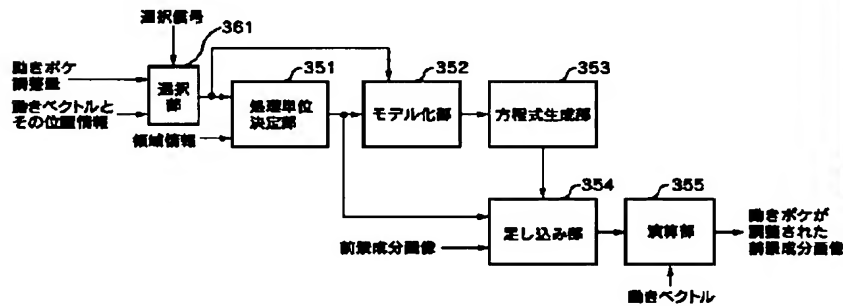 選択信号
361
動きボケ
調整量
動きベクトルと
その位置情報
選択
部
351
処理単位
決定部
領域情報
352
モデル化部
353
方程式生成部
354
足し込み部
前景成分画像
355
演算部
動きベクトル
動きボケが
調整された
前景成分画像